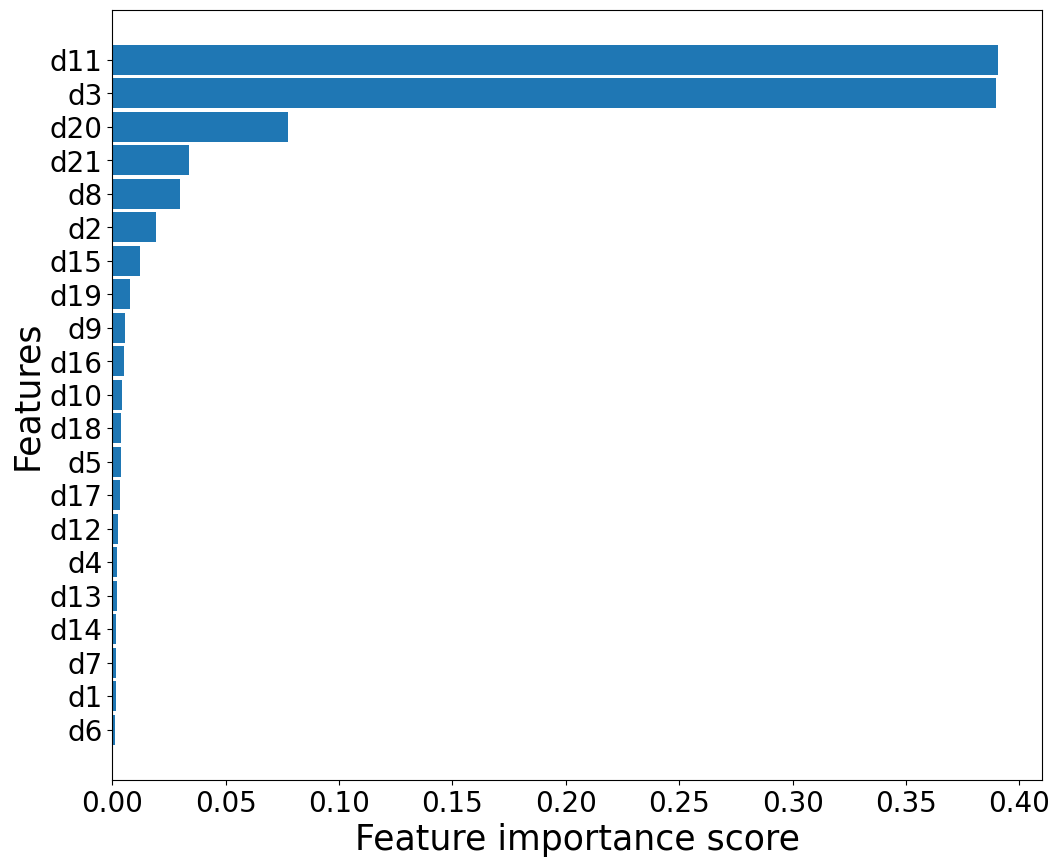 d11
d3
d20
d21
d8
d2
d15
d19
d9
d16
d10
d18
d5
d17
d12
d4
d13
d14
d7
d1
d6
Features
0.00 0.05 0.10 0.15 0.20 0.25 0.30 0.35 0.40
Feature importance score